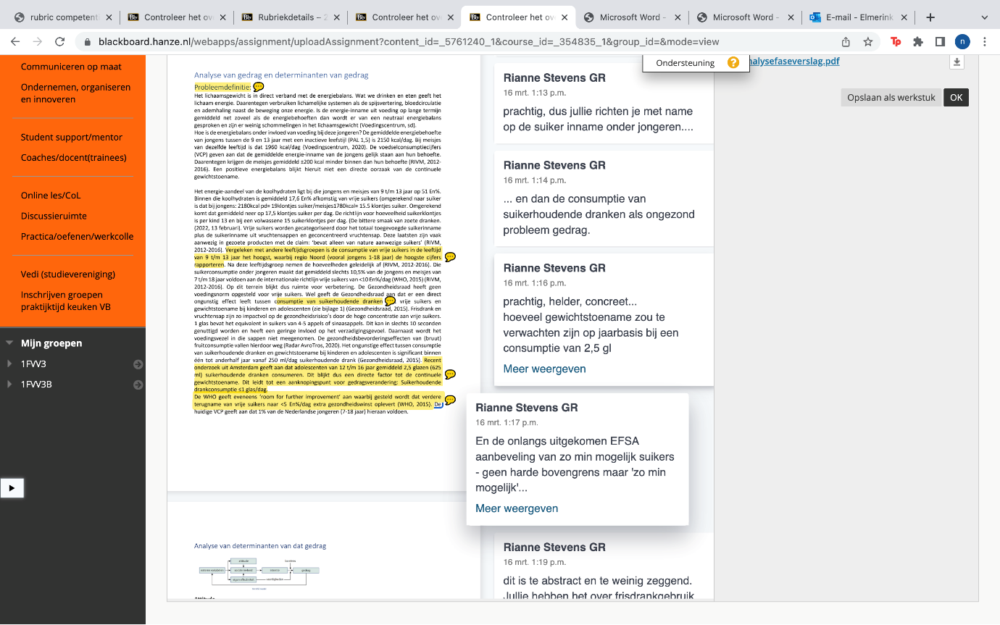 rubric competenti
Controleer het ov
Rubriekdetails – 2
Controleer het ov
Controleer het ov
Microsoft Word -
Microsoft Word -
E-mail - Elmerink
blackboard.hanze.nl/webapps/assignment/uploadAssignment?content_id=_5761240_1&course_id=_354835_1&group_id=&mode=view
Communiceren op maat
Ondernemen, organiseren
en innoveren
Student support/mentor
Coaches/docent(trainees)
Online les/CoL
Discussieruimte
Practica/oefenen/werkcolle
Vedi (studievereniging)
Inschrijven groepen
praktijktijd keuken VB
Mijn groepen
1FVV3
1FVV3B
Analyse van gedrag en determinanten van gedrag
Probleemdefinitie:
Het lichaamsgewicht is in direct verband met de energiebalans. Wat we drinken en eten geeft het
lichaam energie. Daarentegen verbruiken lichamelijke systemen als de spijsvertering, bloedcirculatie
en ademhaling naast de beweging onze energie. Is de energie-inname uit voeding op lange termijn
gemiddeld net zoveel als de energiebehoeften dan wordt er van een neutraal energiebalans
gesproken en zijn er weinig schommelingen in het lichaamsgewicht (Voedingscentrum, sd).
Hoe is de energiebalans onder invloed van voeding bij deze jongeren? De gemiddelde energiebehoefte
van jongens tussen de 9 en 13 jaar met een inactieve leefstijl (PAL 1,5) is 2150 kcal/dag. Bij meisjes
van dezelfde leeftijd is dat 1960 kcal/dag (Voedingscentrum, 2020). De voedselconsumptiecijfers
(VCP) geven aan dat de gemiddelde energie-inname van de jongens gelijk staan aan hun behoefte.
Daarentegen krijgen de meisjes gemiddeld ±200 kcal minder binnen dan hun behoefte (RIVM, 2012-
2016). Een positieve energiebalans blijkt hieruit niet een directe oorzaak van de continuele
gewichtstoename.
Het energie-aandeel van de koolhydraten ligt bij die jongens en meisjes van 9 t/m 13 jaar op 51 En%.
Binnen die koolhydraten is gemiddeld 17,6 En% afkomstig van vrije suikers (omgerekend naar suiker
is dat bij jongens: 2180kcal pd= 19klontjes suiker/meisjes1780kcal= 15.5 klontjes suiker. Omgerekend
komt dat gemiddeld neer op 17,5 klontjes suiker per dag. De richtlijn voor hoeveelheid suikerklontjes
is per kind 13 en bij een volwassene 15 suikerklontjes per dag. (De bittere smaak van zoete dranken.
(2022, 13 februari). Vrije suikers worden gecategoriseerd door het totaal toegevoegde suikerinname
plus de suikerinname uit vruchtensappen en geconcentreerd vruchtensap. Deze laatsten zijn vaak
aanwezig in gezoete producten met de claim: 'bevat alleen van nature aanwezige suikers' (RIVM,
2012-2016). Vergeleken met andere leeftijdsgroepen is de consumptie van vrije suikers in de leeftijd
van 9 t/m 13 jaar het hoogst, waarbij regio Noord (vooral jongens 1-18 jaar) de hoogste cijfers
rapporteren. Na deze leeftijdsgroep nemen de hoeveelheden geleidelijk af (RIVM, 2012-2016). Die
suikerconsumptie onder jongeren maakt dat gemiddeld slechts 10,5% van de jongens en meisjes van
7 t/m 18 jaar voldoen aan de internationale richtlijn vrije suikers van <10 En%/dag (WHO, 2015) (RIVM,
2012-2016). Op dit terrein blijkt dus ruimte voor verbetering. De Gezondheidsraad heeft geen
voedingsnorm opgesteld voor vrije suikers. Wel geeft de Gezondheidsraad aan dat er een direct
ongunstig effect leeft tussen consumptie van suikerhoudende dranken vrije suikers en
gewichtstoename bij kinderen en adolescenten (zie bijlage 1) (Gezondheidsraad, 2015). Frisdrank en
vruchtensap zijn zo impactvol op de gezondheidsrisico's door de hoge concentratie aan vrije suikers.
1 glas bevat het equivalent in suikers van 4-5 appels of sinaasappels. Dit kan in slechts 10 seconden
genuttigd worden en heeft een geringe invloed op het verzadigingsgevoel. Daarnaast wordt het
voedingsvezel in die sappen niet meegenomen. De gezondheidsbevorderingseffecten van (bruut)
fruitconsumptie vallen hierdoor weg (Radar AvroTros, 2020). Het ongunstige effect tussen consumptie
van suikerhoudende dranken en gewichtstoename bij kinderen en adolescenten is significant binnen
één tot anderhalf jaar vanaf 250 ml/dag suikerhoudende drank (Gezondheidsraad, 2015). Recent
onderzoek uit Amsterdam geeft aan dat adolescenten van 12 t/m 16 jaar gemiddeld 2,5 glazen (625
ml) suikerhoudende dranken consumeren. Dit blijkt dus een directe factor tot de continuele
gewichtstoename. Dit leidt tot een aanknopingspunt voor gedragsverandering: Suikerhoudende
drankconsumptie ≤1 glas/dag.
De WHO geeft eveneens 'room for further improvement' aan waarbij gesteld wordt dat verdere
terugname van vrije suikers naar <5 En%/dag extra gezondheidswinst oplevert (WHO, 2015). De
huidige VCP geeft aan dat 1% van de Nederlandse jongeren (7-18 jaar) hieraan voldoen.
Analyse van determinanten van dat gedrag
attitude
sociale invloed
eigen effectiviteit
intentie
barrières
vaardigheden
gedrag
Attitude
Rianne Stevens GR
16 mrt. 1:13 p.m.
prachtig, dus jullie richten je met name
op de suiker inname onder jongeren....
Rianne Stevens GR
16 mrt. 1:14 p.m.
... en dan de consumptie van
suikerhoudende dranken als ongezond
probleem gedrag.
Rianne Stevens GR
16 mrt. 1:16 p.m.
prachtig, helder, concreet...
hoeveel gewichtstoename zou te
verwachten zijn op jaarbasis bij een
consumptie van 2,5 gl
Meer weergeven
Rianne Stevens GR
16 mrt. 1:17 p.m.
En de onlangs uitgekomen EFSA
aanbeveling van zo min mogelijk suikers
- geen harde bovengrens maar 'zo min
mogelijk'...
Meer weergeven
Rianne Stevens GR
16 mrt. 1:19 p.m.
dit is te abstract en te weinig zeggend.
Jullie hebben het over frisdrankgebruik
Ondersteuning
nalysefaseverslag.pdf
Opslaan als werkstuk
OK